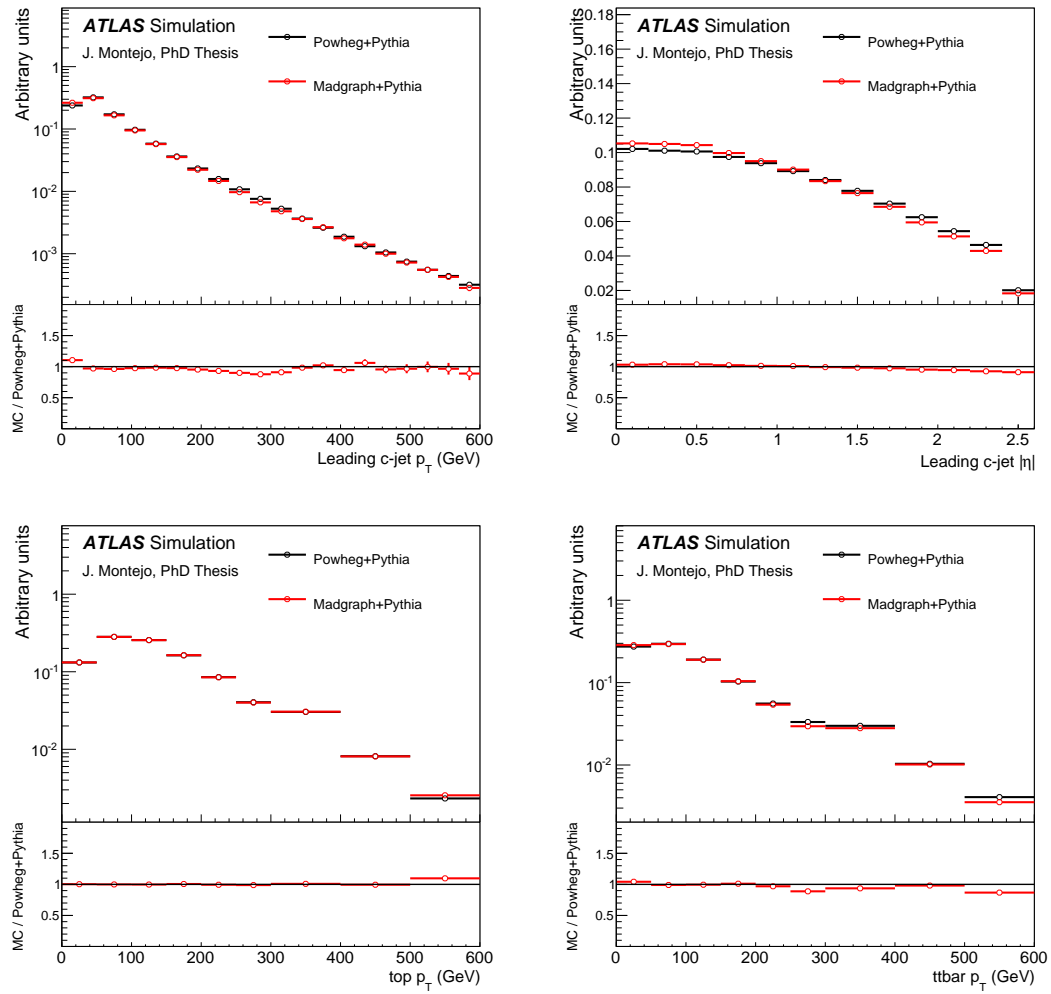 ATLAS Simulation
J. Montejo, PhD Thesis
Powheg+Pythia
Madgraph+Pythia
Arbitrary units
1
10⁻¹
10⁻²
10⁻³
MC / Powheg+Pythia
1.5
1
0.5
0 100 200 300 400 500 600
Leading c-jet p_T (GeV)
ATLAS Simulation
J. Montejo, PhD Thesis
Powheg+Pythia
Madgraph+Pythia
Arbitrary units
0.18
0.16
0.14
0.12
0.1
0.08
0.06
0.04
0.02
MC / Powheg+Pythia
1.5
1
0.5
0 0.5 1 1.5 2 2.5
Leading c-jet |η|
ATLAS Simulation
J. Montejo, PhD Thesis
Powheg+Pythia
Madgraph+Pythia
Arbitrary units
1
10⁻¹
10⁻²
MC / Powheg+Pythia
1.5
1
0.5
0 100 200 300 400 500 600
top p_T (GeV)
ATLAS Simulation
J. Montejo, PhD Thesis
Powheg+Pythia
Madgraph+Pythia
Arbitrary units
1
10⁻¹
10⁻²
MC / Powheg+Pythia
1.5
1
0.5
0 100 200 300 400 500 600
ttbar p_T (GeV)